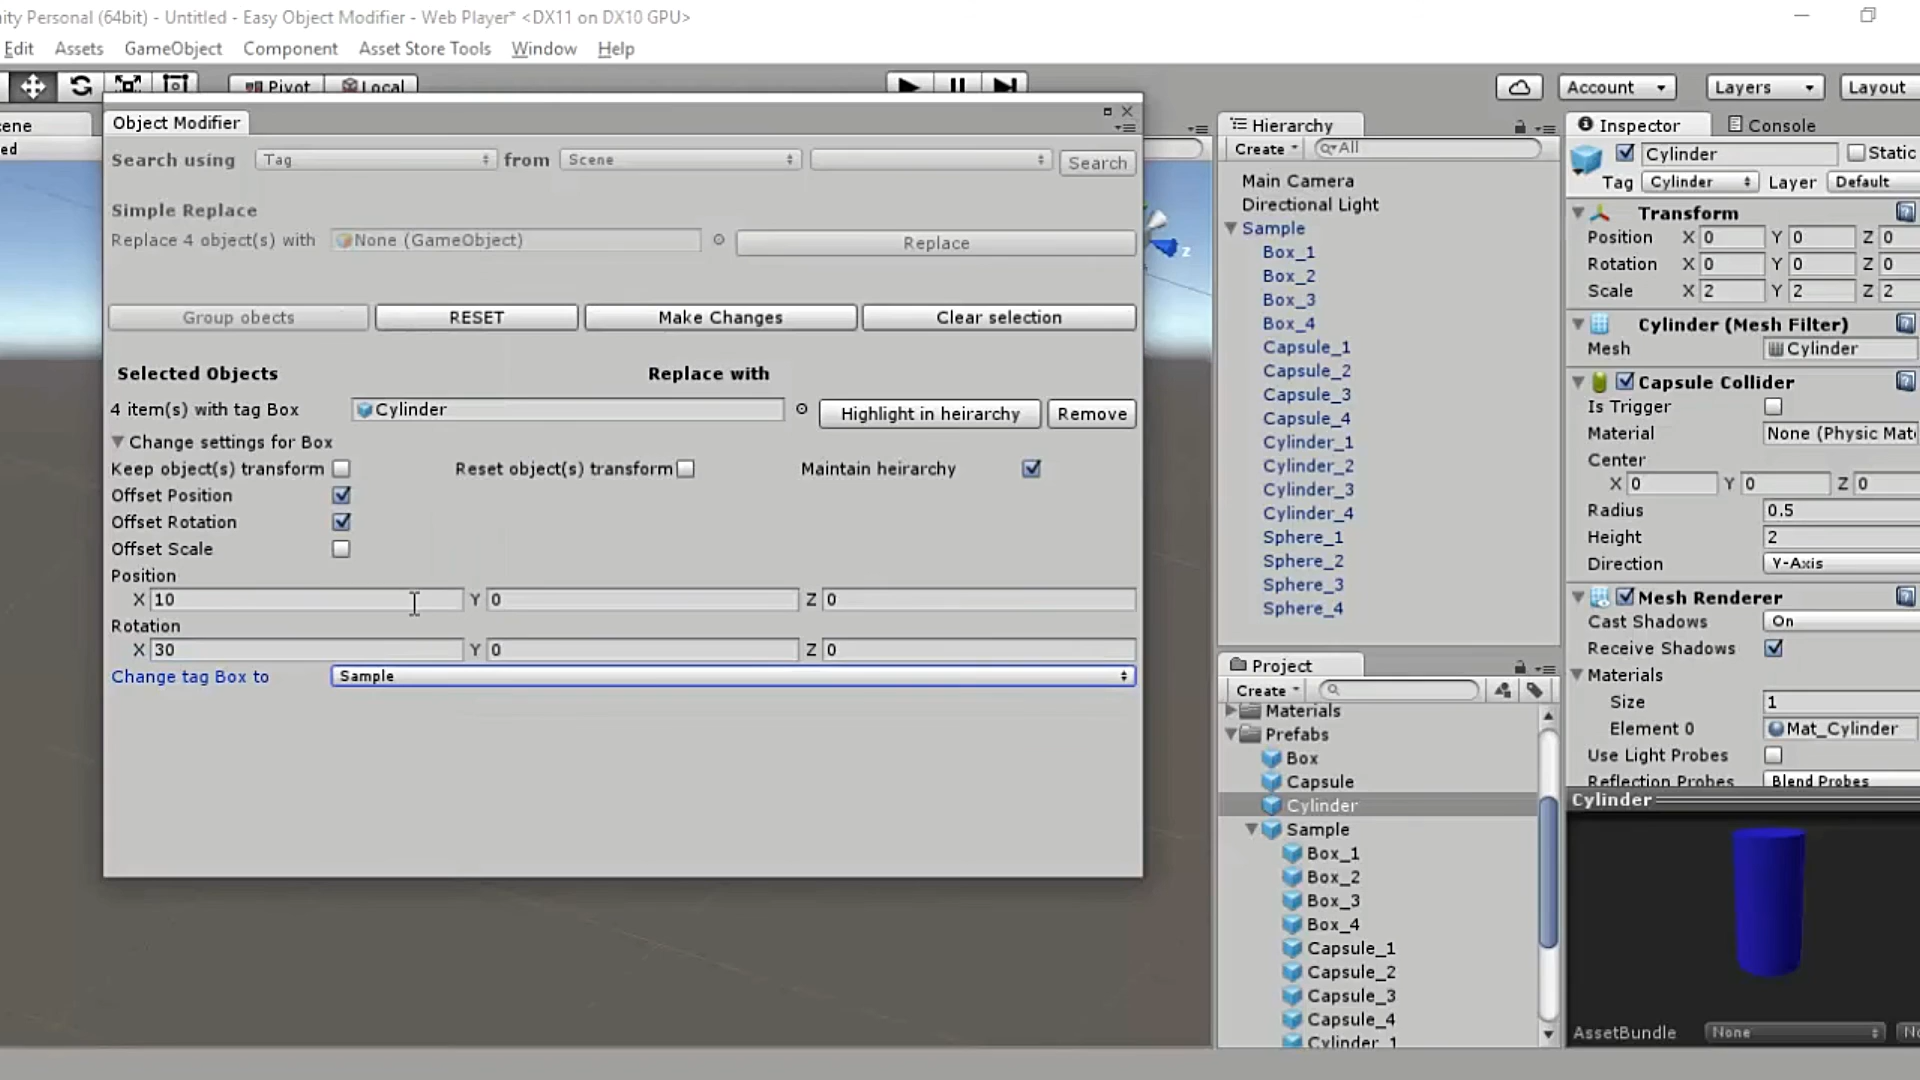 nity Personal (64bit) - Untitled - Easy Object Modifier - Web Player* <DX11 on DX10 GPU>
Edit Assets GameObject Component Asset Store Tools Window Help
Pivot Local Account Layers Layout
cene
ed
Object Modifier
Search using Tag from Scene Search
Simple Replace
Replace 4 object(s) with None (GameObject) Replace
Group obects RESET Make Changes Clear selection
Selected Objects Replace with
4 item(s) with tag Box Cylinder Highlight in heirarchy Remove
Change settings for Box
Keep object(s) transform Reset object(s) transform Maintain heirarchy
Offset Position
Offset Rotation
Offset Scale
Position
X 10 Y 0 Z 0
Rotation
X 30 Y 0 Z 0
Change tag Box to Sample
z
Hierarchy
Create All
Main Camera
Directional Light
Sample
Box_1
Box_2
Box_3
Box_4
Capsule_1
Capsule_2
Capsule_3
Capsule_4
Cylinder_1
Cylinder_2
Cylinder_3
Cylinder_4
Sphere_1
Sphere_2
Sphere_3
Sphere_4
Project
Create
Materials
Prefabs
Box
Capsule
Cylinder
Sample
Box_1
Box_2
Box_3
Box_4
Capsule_1
Capsule_2
Capsule_3
Capsule_4
Cylinder_1
Inspector Console
Cylinder Static
Tag Cylinder Layer Default
Transform
Position X 0 Y 0 Z 0
Rotation X 0 Y 0 Z 0
Scale X 2 Y 2 Z 2
Cylinder (Mesh Filter)
Mesh Cylinder
Capsule Collider
Is Trigger
Material None (Physic Mat
Center
X 0 Y 0 Z 0
Radius 0.5
Height 2
Direction Y-Axis
Mesh Renderer
Cast Shadows On
Receive Shadows
Materials
Size 1
Element 0 Mat_Cylinder
Use Light Probes
Reflection Probes Blend Probes
Cylinder
AssetBundle None No